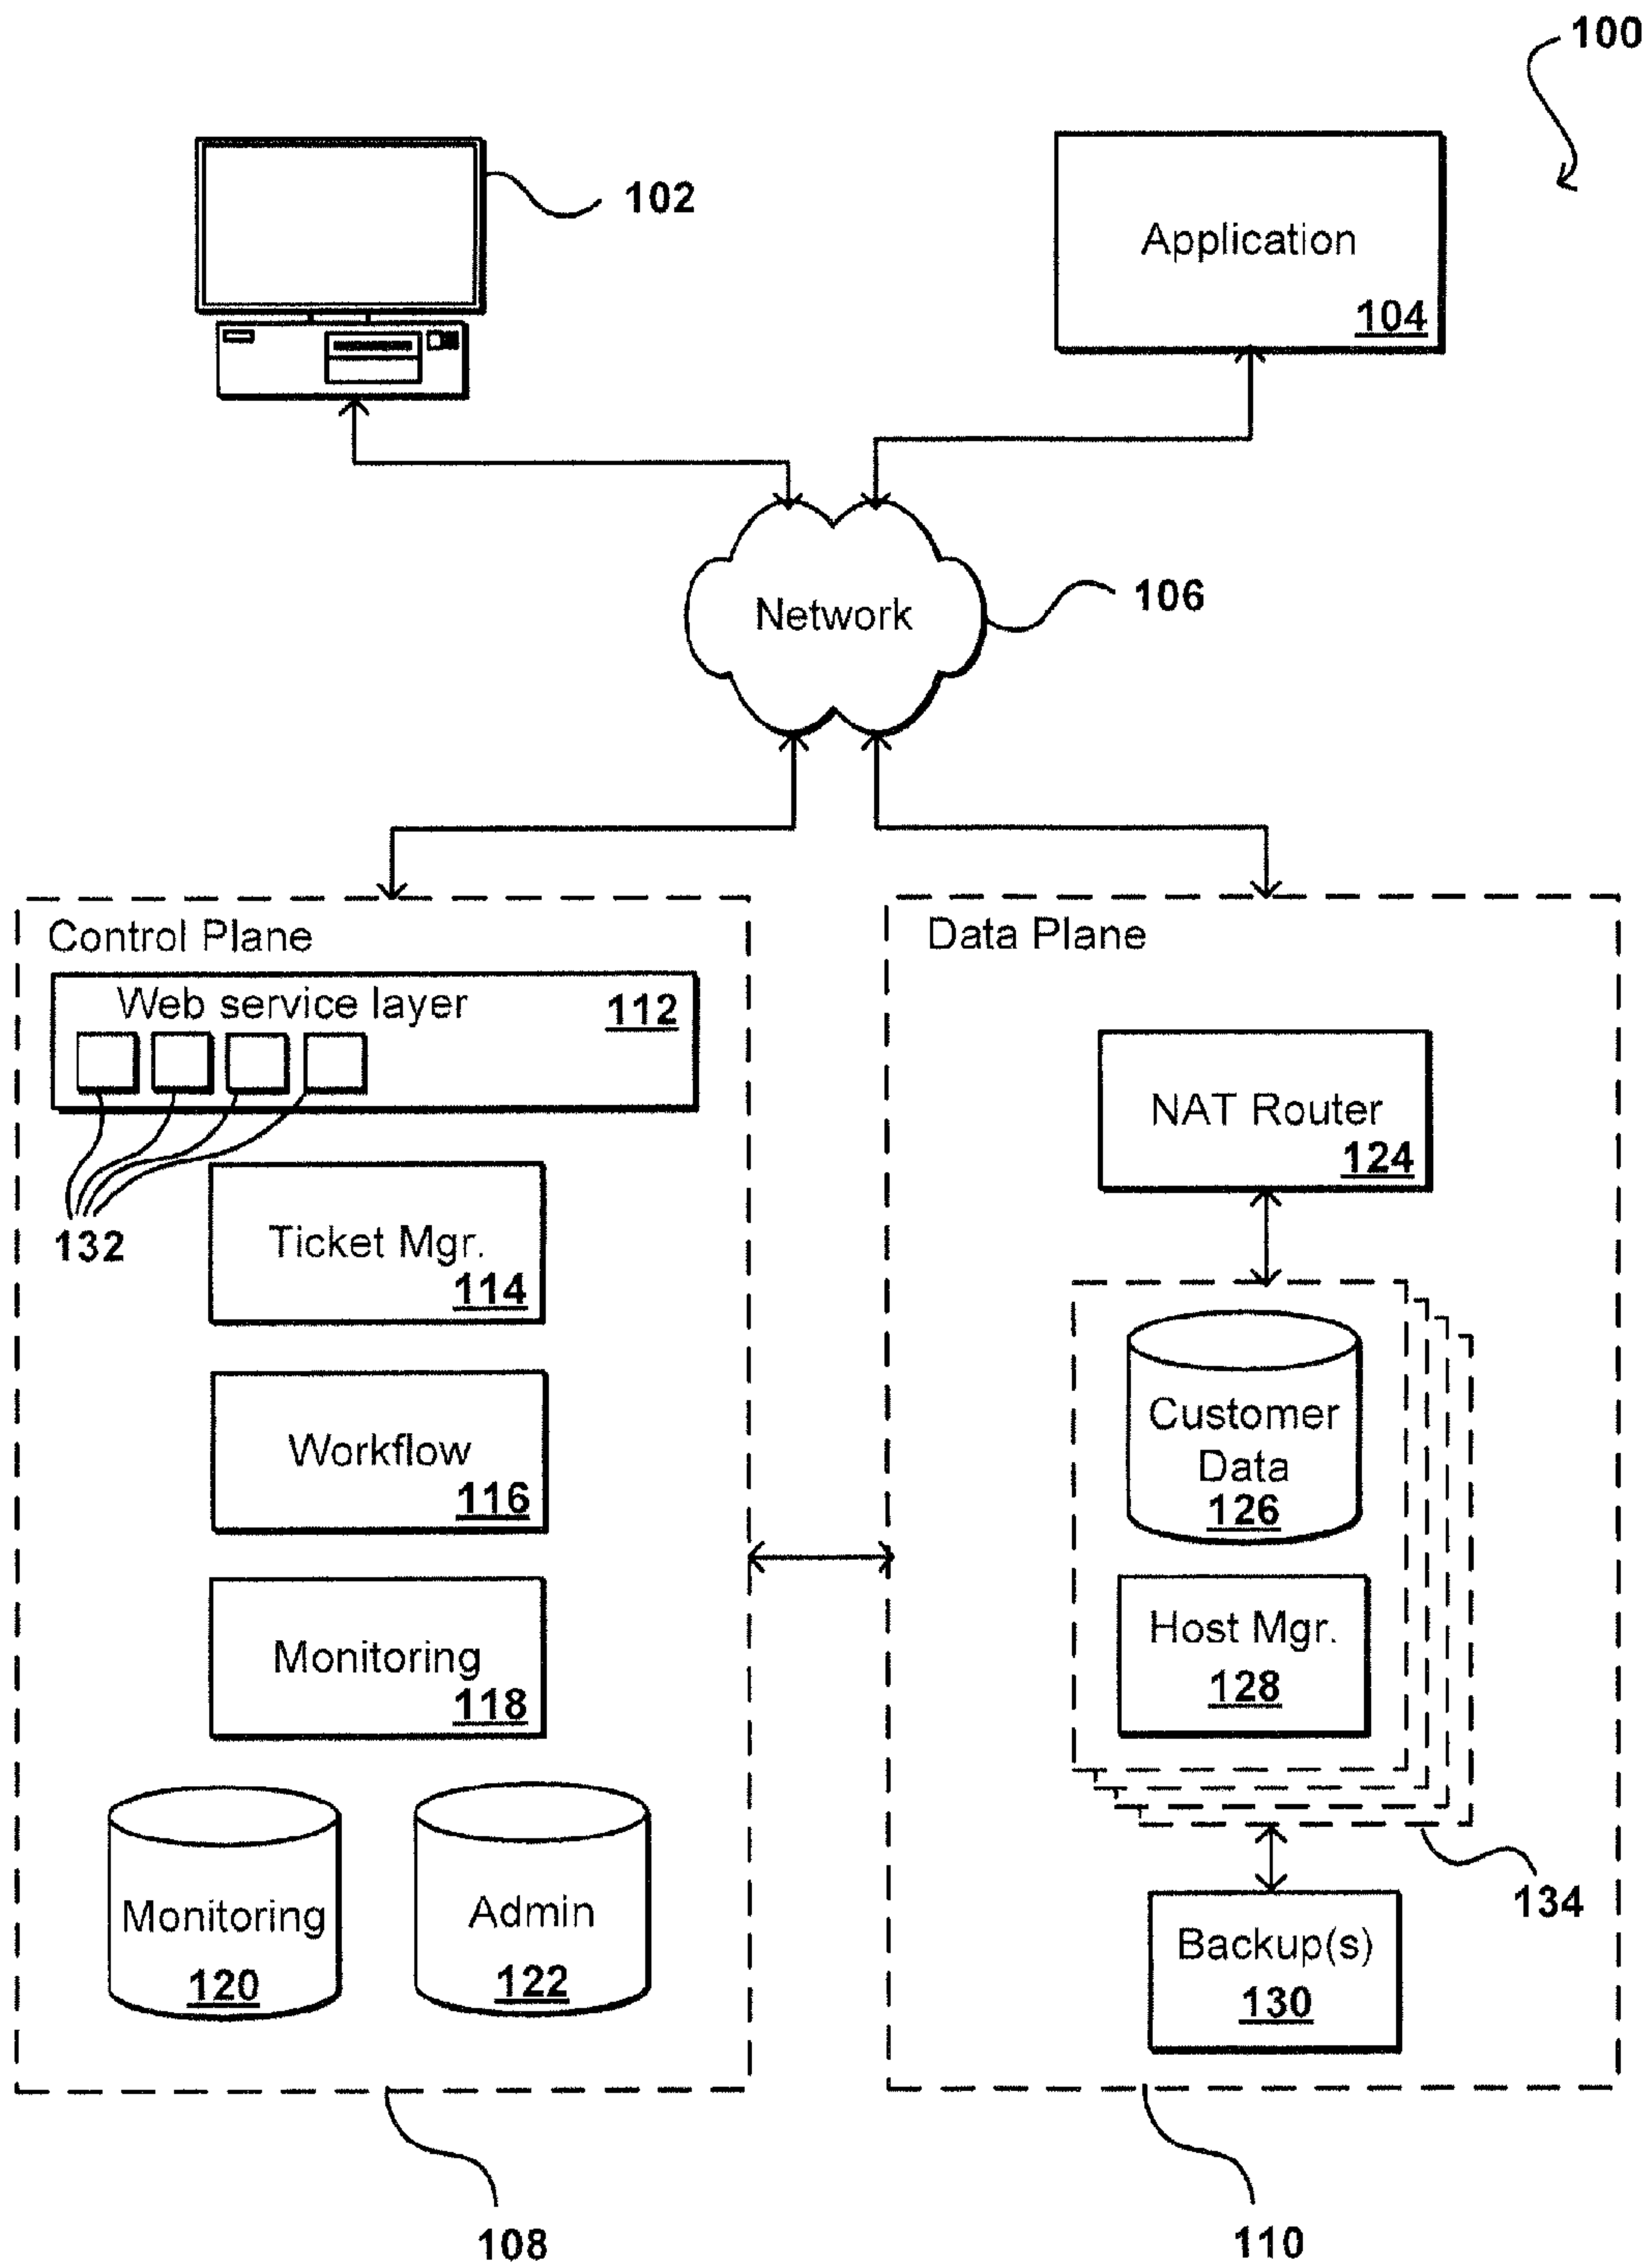 100
102
Application
104
Network
106
Control Plane
Web service layer
112
132
Ticket Mgr.
114
Workflow
116
Monitoring
118
Monitoring
120
Admin
122
108
Data Plane
NAT Router
124
Customer
Data
126
Host Mgr.
128
134
Backup(s)
130
110